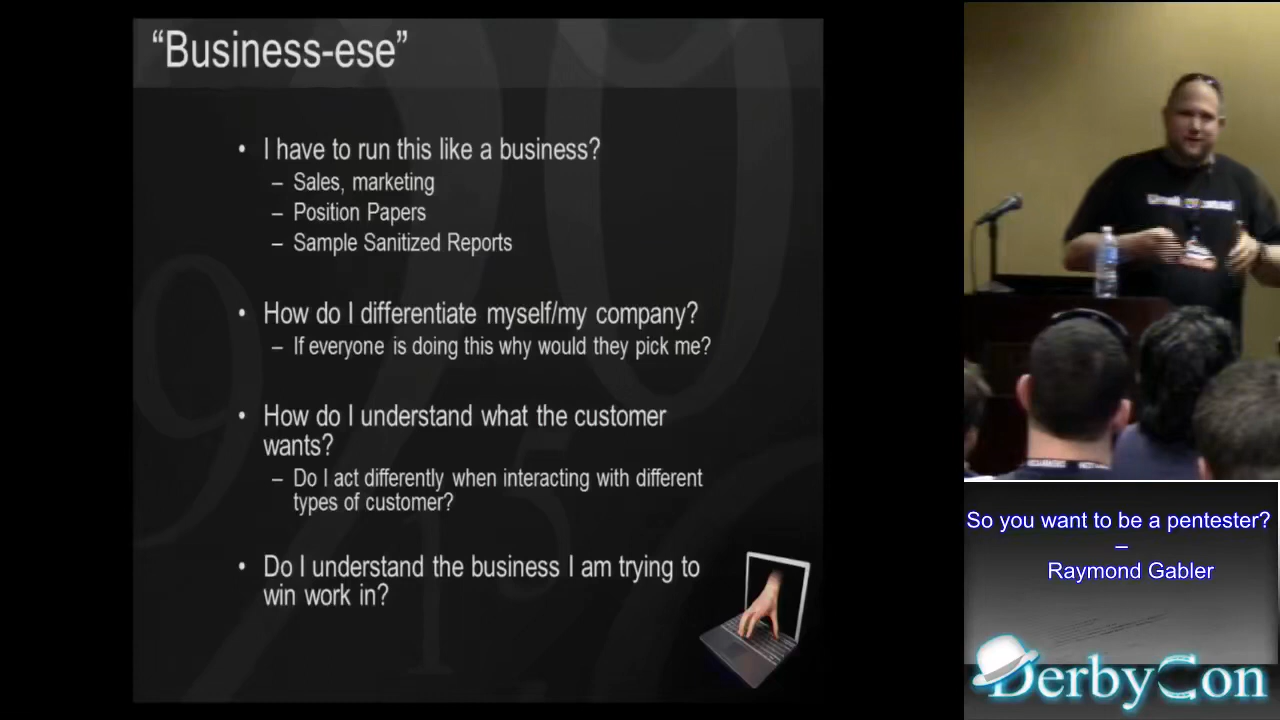 “Business-ese”
• I have to run this like a business?
– Sales, marketing
– Position Papers
– Sample Sanitized Reports
• How do I differentiate myself/my company?
– If everyone is doing this why would they pick me?
• How do I understand what the customer
wants?
– Do I act differently when interacting with different
types of customer?
• Do I understand the business I am trying to
win work in?
So you want to be a pentester?
–
Raymond Gabler
DerbyCon